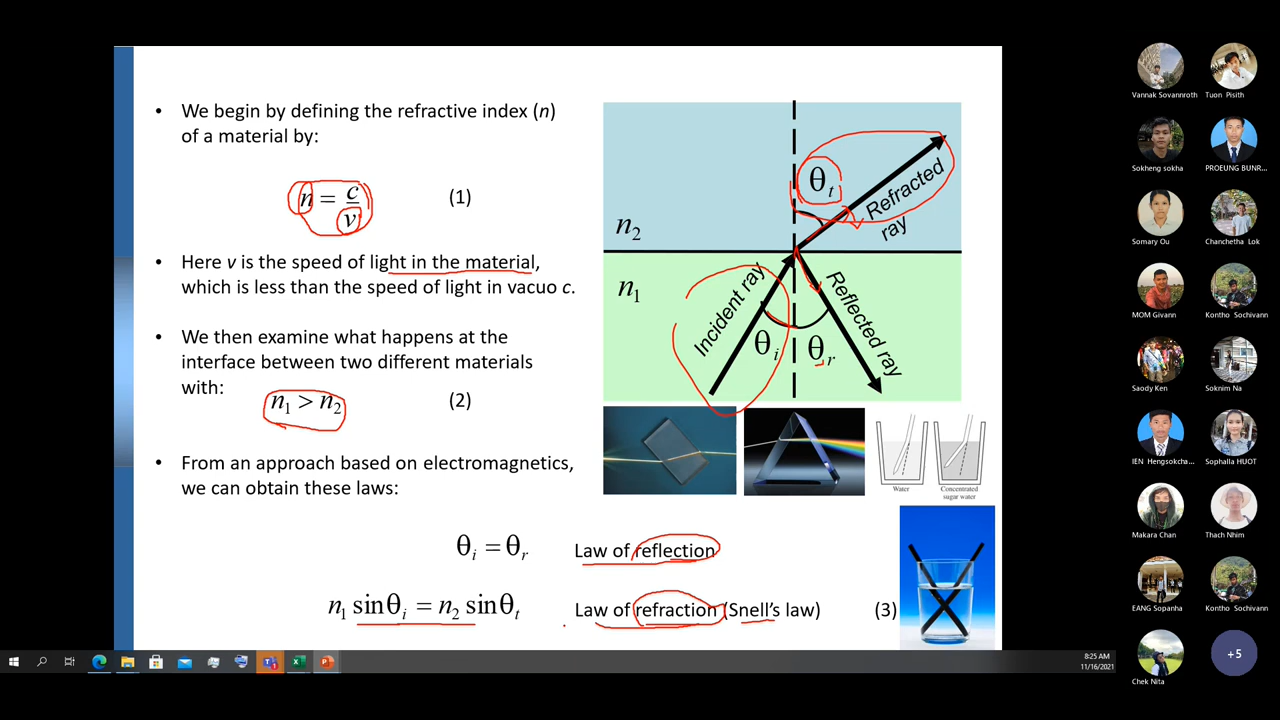 • We begin by defining the refractive index (n)
of a material by:
n = c/v (1)
• Here v is the speed of light in the material,
which is less than the speed of light in vacuo c.
• We then examine what happens at the
interface between two different materials
with:
n₁ > n₂ (2)
• From an approach based on electromagnetics,
we can obtain these laws:
θᵢ = θᵣ Law of reflection
n₁ sinθᵢ = n₂ sinθₜ Law of refraction (Snell's law) (3)
θₜ
Refracted
ray
n₂
n₁
Incident ray
Reflected ray
θᵢ
θᵣ
Water
Concentrated
sugar water
8:25 AM
11/16/2021
Vannak Sovannroth
Tuon Pisith
Sokheng sokha
PROEUNG BUNR...
Somary Ou
Chanchetha Lok
MOM Givann
Kontho Sochivann
Saody Ken
Soknim Na
IEN Hengsokcha...
Sophalla HUOT
Makara Chan
Thach Nhim
EANG Sopanha
Kontho Sochivann
Chek Nita
+5